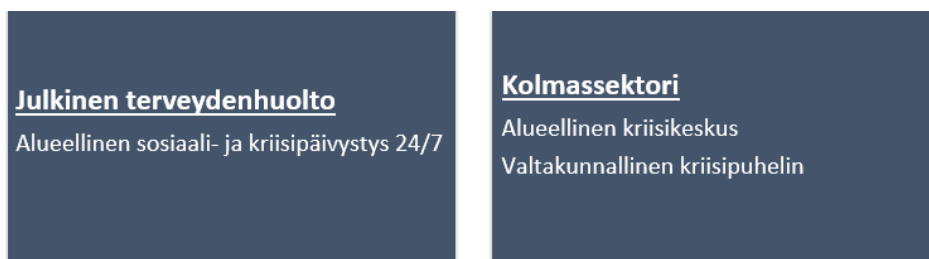 Julkinen terveydenhuolto
Alueellinen sosiaali- ja kriisipäivystys 24/7
Kolmassektori
Alueellinen kriisikeskus
Valtakunnallinen kriisipuhelin